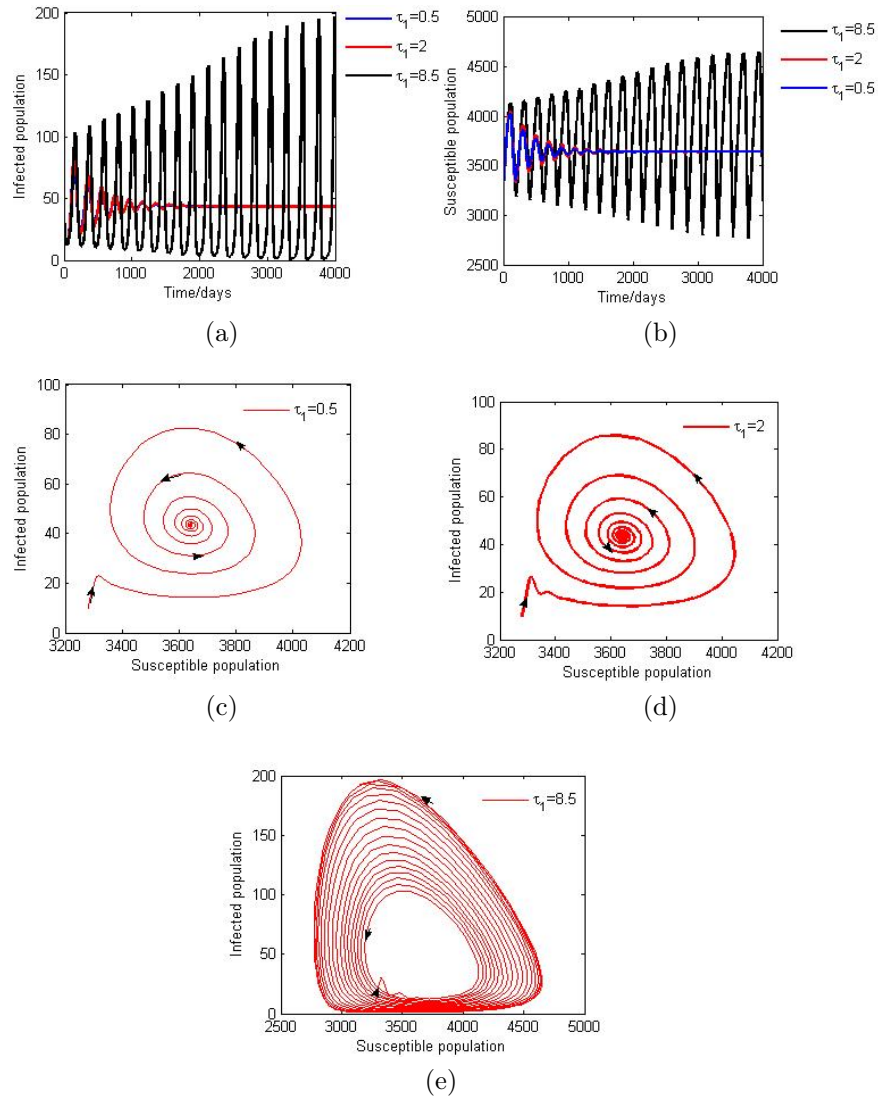 200
150
100
50
0
0 1000 2000 3000 4000
Infected population
Time/days
τ1=0.5
τ1=2
τ1=8.5
(a)
5000
4500
4000
3500
3000
2500
0 1000 2000 3000 4000
Susceptible population
Time/days
τ1=8.5
τ1=2
τ1=0.5
(b)
100
80
60
40
20
0
3200 3400 3600 3800 4000 4200
Infected population
Susceptible population
τ1=0.5
(c)
100
80
60
40
20
0
3200 3400 3600 3800 4000 4200
Infected population
Susceptible population
τ1=2
(d)
200
150
100
50
0
2500 3000 3500 4000 4500 5000
Infected population
Susceptible population
τ1=8.5
(e)